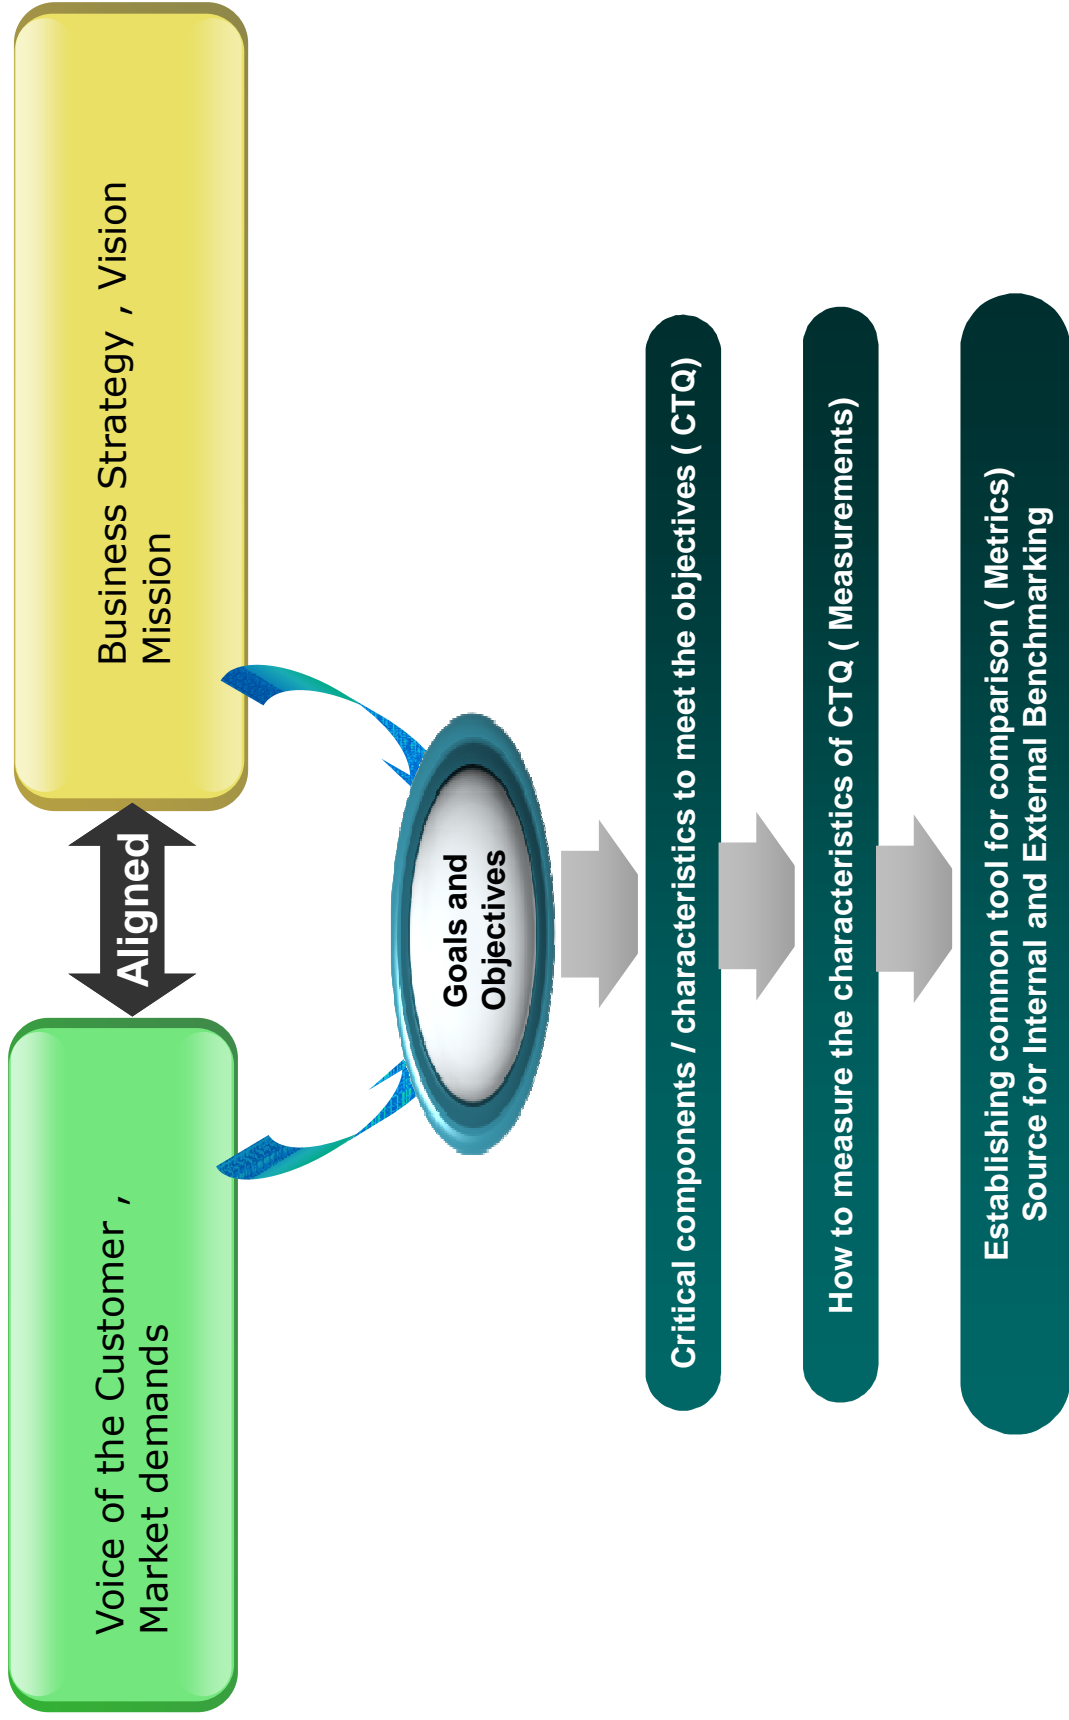 Voice of the Customer ,
Market demands
Aligned
Business Strategy , Vision
Mission
Goals and
Objectives
Critical components / characteristics to meet the objectives ( CTQ)
How to measure the characteristics of CTQ ( Measurements)
Establishing common tool for comparison ( Metrics)
Source for Internal and External Benchmarking